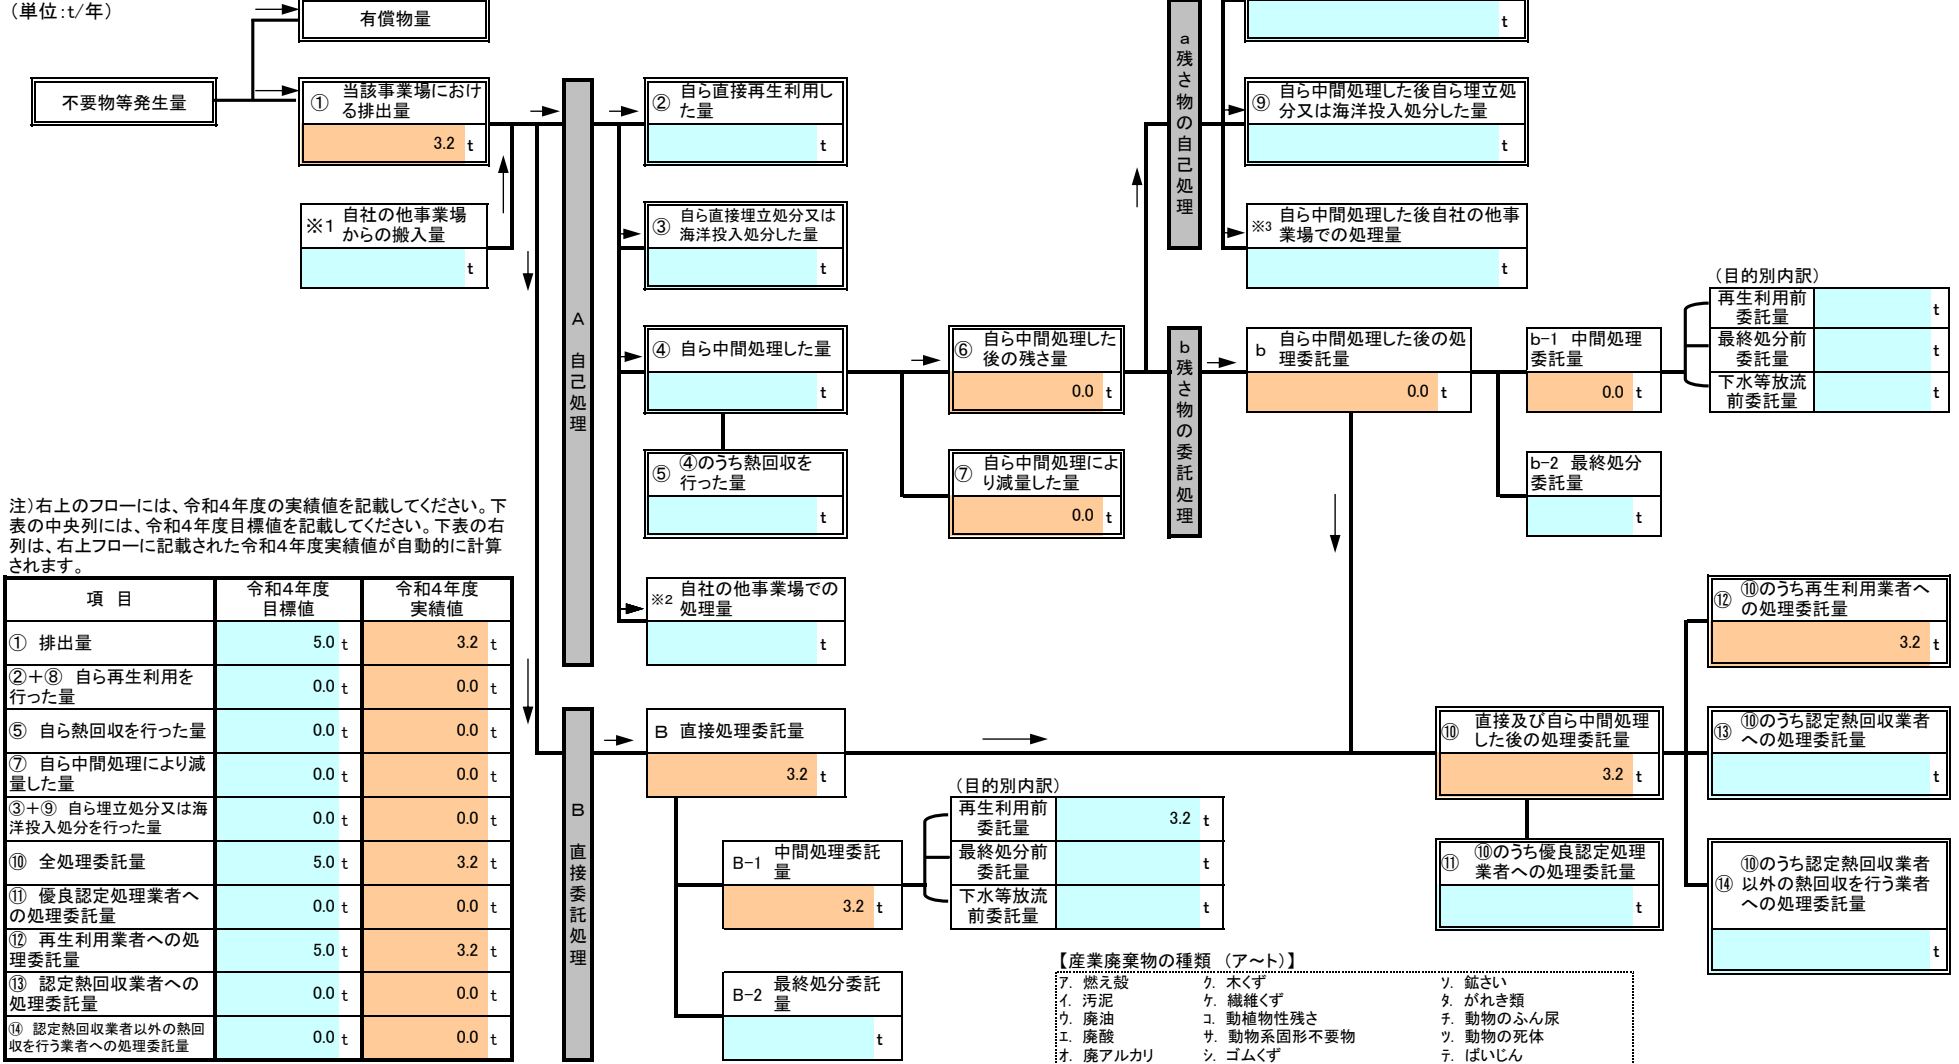 （単位：t/年）
有償物量
t
不要物等発生量
① 当該事業場におけ
る排出量
3.2 t
※1 自社の他事業場
からの搬入量
t
A 自己処理
② 自ら直接再生利用し
た量
t
③ 自ら直接埋立処分又は
海洋投入処分した量
t
④ 自ら中間処理した量
t
⑤ ④のうち熱回収を
行った量
t
※2 自社の他事業場での
処理量
t
⑥ 自ら中間処理した
後の残さ量
0.0 t
⑦ 自ら中間処理によ
り減量した量
0.0 t
a 残さ物の自己処理
⑨ 自ら中間処理した後自ら埋立処
分又は海洋投入処分した量
t
※3 自ら中間処理した後自社の他事
業場での処理量
t
b 残さ物の委託処理
b 自ら中間処理した後の処
理委託量
0.0 t
b-1 中間処理
委託量
0.0 t
b-2 最終処分
委託量
t
（目的別内訳）
再生利用前
委託量
t
最終処分前
委託量
t
下水等放流
前委託量
t
注）右上のフローには、令和4年度の実績値を記載してください。下
表の中央列には、令和4年度目標値を記載してください。下表の右
列は、右上フローに記載された令和4年度実績値が自動的に計算
されます。
項 目
令和4年度
目標値
令和4年度
実績値
① 排出量 5.0 t 3.2 t
②＋⑧ 自ら再生利用を
行った量 0.0 t 0.0 t
⑤ 自ら熱回収を行った量 0.0 t 0.0 t
⑦ 自ら中間処理により減
量した量 0.0 t 0.0 t
③＋⑨ 自ら埋立処分又は海
洋投入処分を行った量 0.0 t 0.0 t
⑩ 全処理委託量 5.0 t 3.2 t
⑪ 優良認定処理業者へ
の処理委託量 0.0 t 0.0 t
⑫ 再生利用業者への処
理委託量 5.0 t 3.2 t
⑬ 認定熱回収業者への
処理委託量 0.0 t 0.0 t
⑭ 認定熱回収業者以外の熱回
収を行う業者への処理委託量 0.0 t 0.0 t
B 直接委託処理
B 直接処理委託量
3.2 t
B-1 中間処理委託
量
3.2 t
B-2 最終処分委託
量
t
（目的別内訳）
再生利用前
委託量
3.2 t
最終処分前
委託量
t
下水等放流
前委託量
t
⑩ 直接及び自ら中間処理
した後の処理委託量
3.2 t
⑪ ⑩のうち優良認定処理
業者への処理委託量
t
⑫ ⑩のうち再生利用業者へ
の処理委託量
3.2 t
⑬ ⑩のうち認定熱回収業者
への処理委託量
t
⑭ ⑩のうち認定熱回収業者
以外の熱回収を行う業者
への処理委託量
t
【産業廃棄物の種類 （ア～ト）】
ア. 燃え殻 ク. 木くず ソ. 鉱さい
イ. 汚泥 ケ. 繊維くず タ. がれき類
ウ. 廃油 コ. 動植物性残さ チ. 動物のふん尿
エ. 廃酸 サ. 動物系固形不要物 ツ. 動物の死体
オ. 廃アルカリ シ. ゴムくず テ. ばいじん